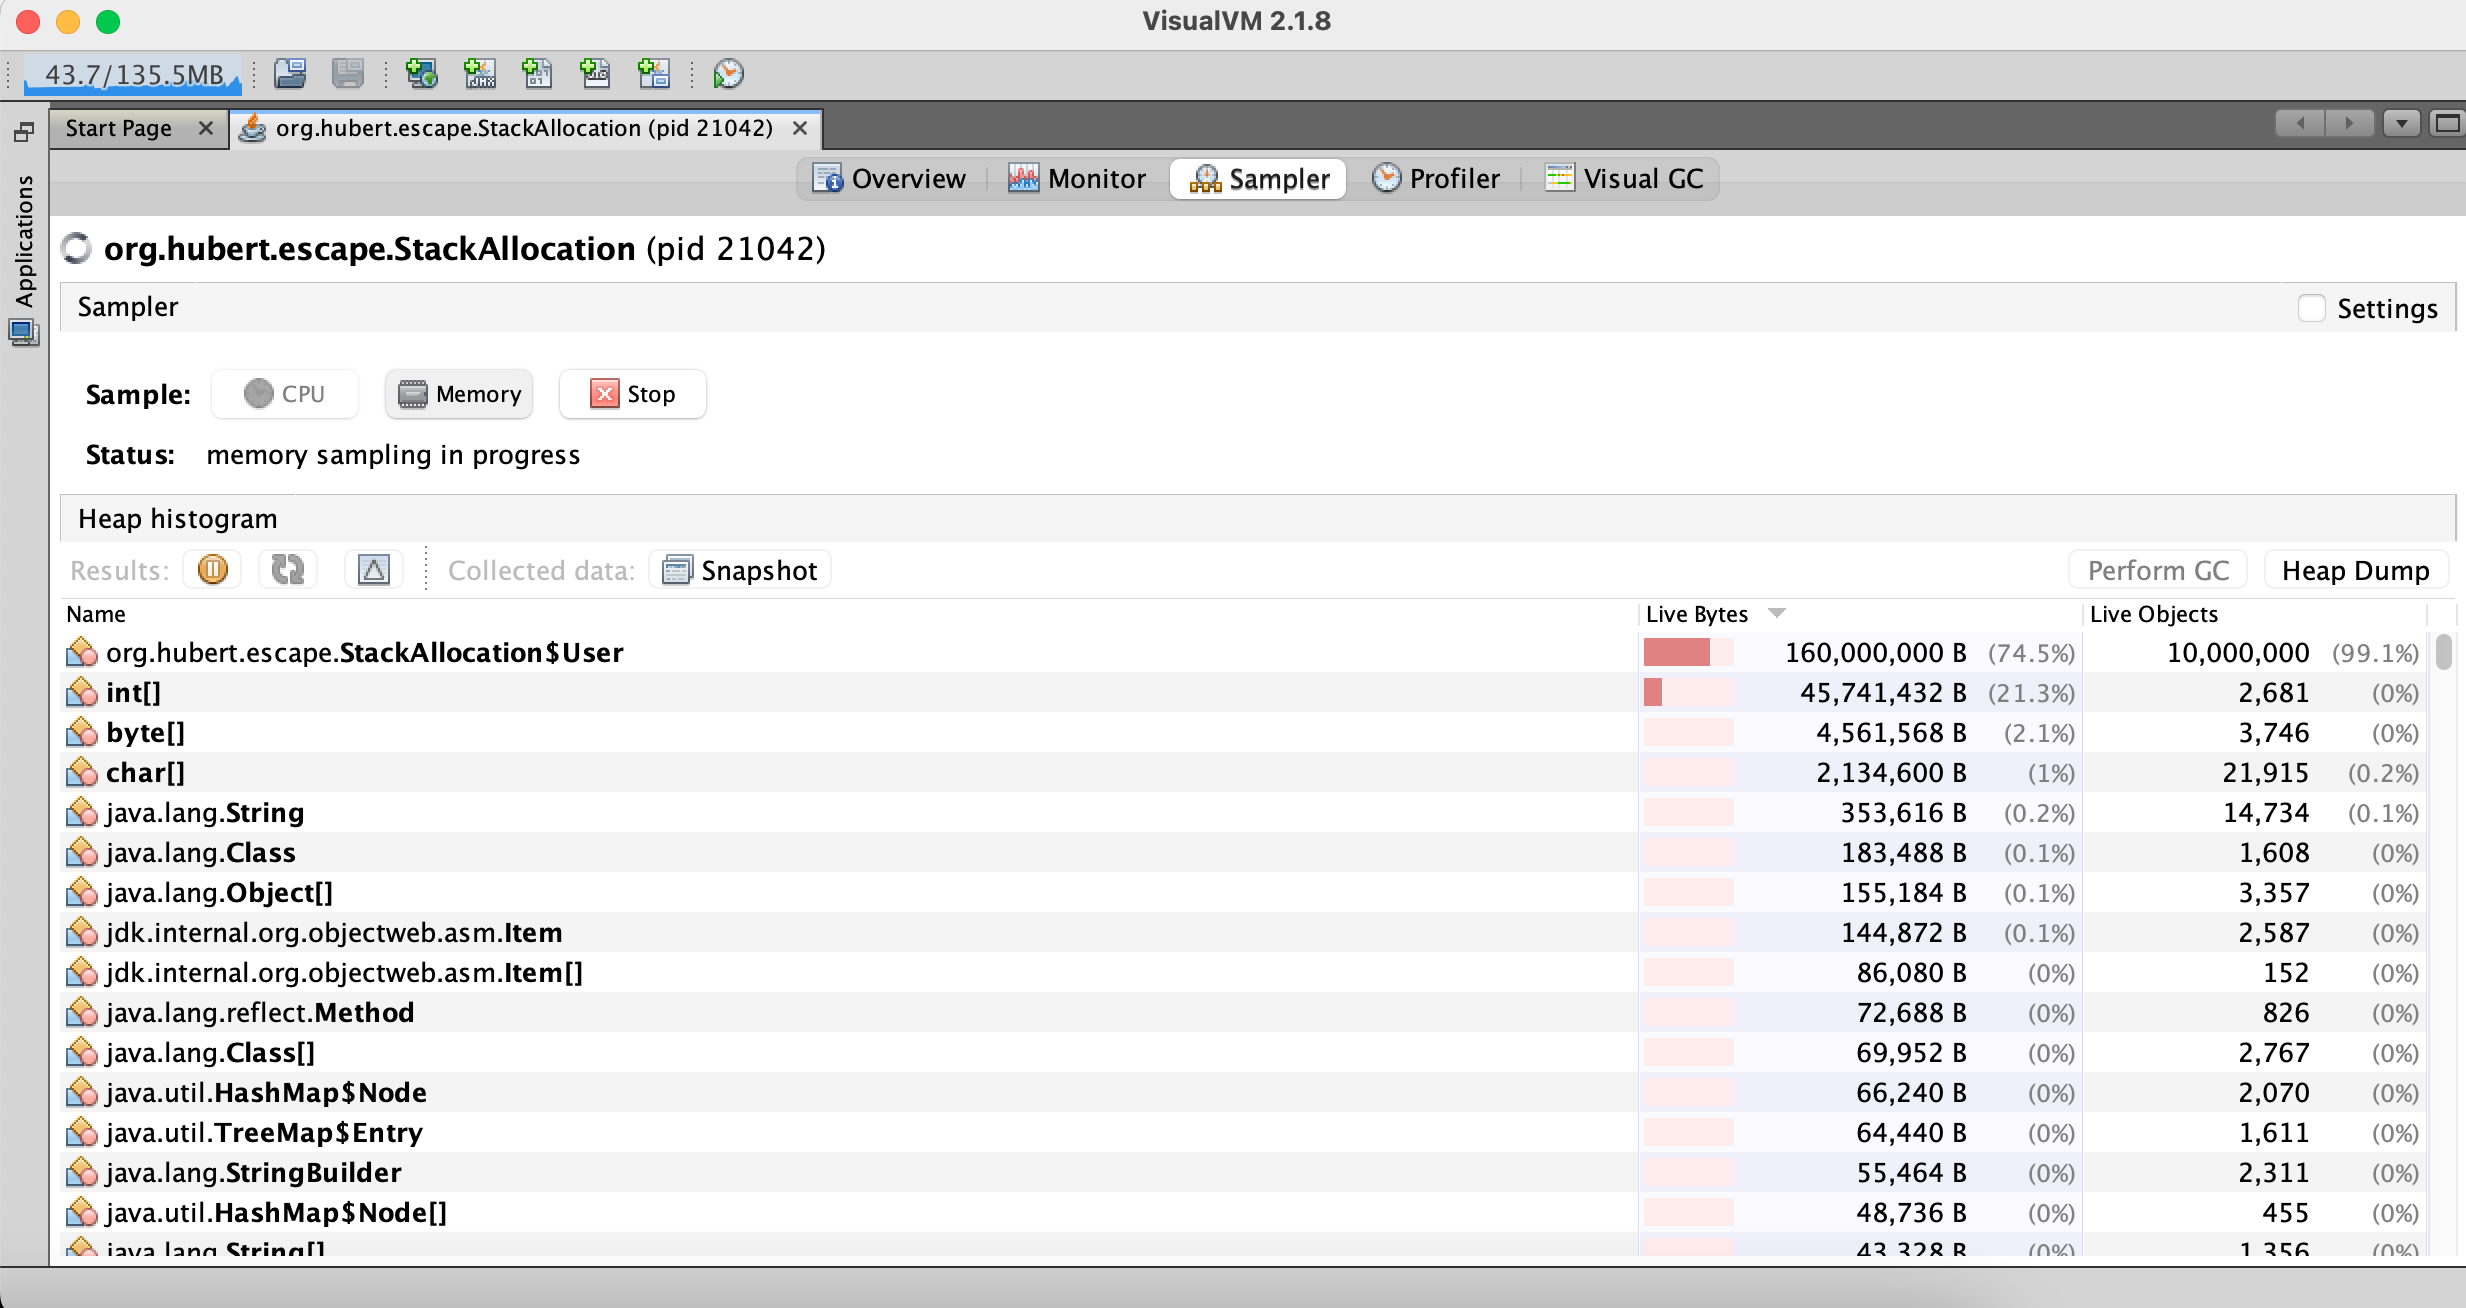 VisualVM 2.1.8
43.7/135.5MB
Applications
Start Page
org.hubert.escape.StackAllocation (pid 21042)
Overview Monitor Sampler Profiler Visual GC
org.hubert.escape.StackAllocation (pid 21042)
Sampler Settings
Sample: CPU Memory Stop
Status: memory sampling in progress
Heap histogram
Results: Collected data: Snapshot Perform GC Heap Dump
Name Live Bytes Live Objects
org.hubert.escape.StackAllocation$User 160,000,000 B (74.5%) 10,000,000 (99.1%)
int[] 45,741,432 B (21.3%) 2,681 (0%)
byte[] 4,561,568 B (2.1%) 3,746 (0%)
char[] 2,134,600 B (1%) 21,915 (0.2%)
java.lang.String 353,616 B (0.2%) 14,734 (0.1%)
java.lang.Class 183,488 B (0.1%) 1,608 (0%)
java.lang.Object[] 155,184 B (0.1%) 3,357 (0%)
jdk.internal.org.objectweb.asm.Item 144,872 B (0.1%) 2,587 (0%)
jdk.internal.org.objectweb.asm.Item[] 86,080 B (0%) 152 (0%)
java.lang.reflect.Method 72,688 B (0%) 826 (0%)
java.lang.Class[] 69,952 B (0%) 2,767 (0%)
java.util.HashMap$Node 66,240 B (0%) 2,070 (0%)
java.util.TreeMap$Entry 64,440 B (0%) 1,611 (0%)
java.lang.StringBuilder 55,464 B (0%) 2,311 (0%)
java.util.HashMap$Node[] 48,736 B (0%) 455 (0%)
java.lang.String[] 43,328 B (0%) 1,356 (0%)